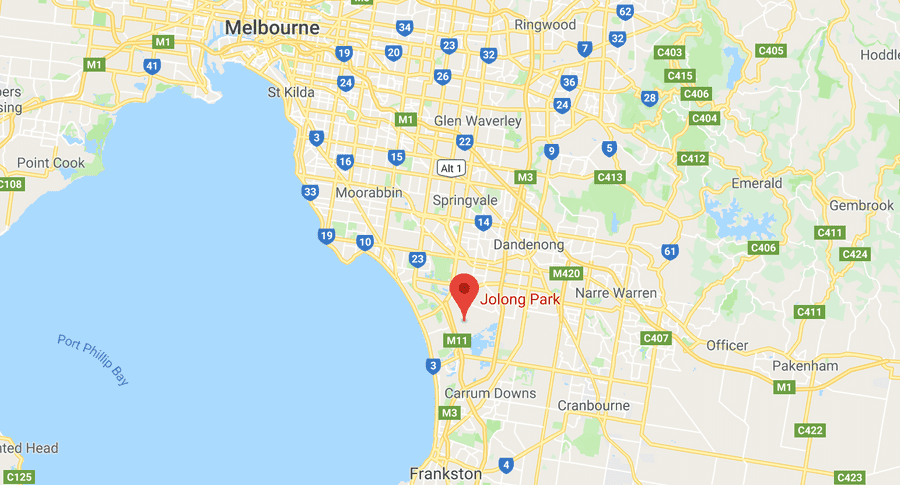 62
Ringwood
34
Melbourne
M1
32
19
20
23
32
7
C403
C405
Hoddle
M1
41
24
26
36
C415
C406
pers
sing
St Kilda
24
28
M1
Glen Waverley
C404
3
22
Point Cook
16
15
9
5
C412
Alt 1
M3
C413
C108
33
Moorabbin
Emerald
Springvale
Gembrook
14
19
10
Dandenong
C411
23
61
C406
C424
M420
Jolong Park
Narre Warren
C411
M11
C407
Officer
Port Phillip Bay
3
Pakenham
Carrum Downs
M1
M3
Cranbourne
C422
nted Head
Frankston
4
C125
C423